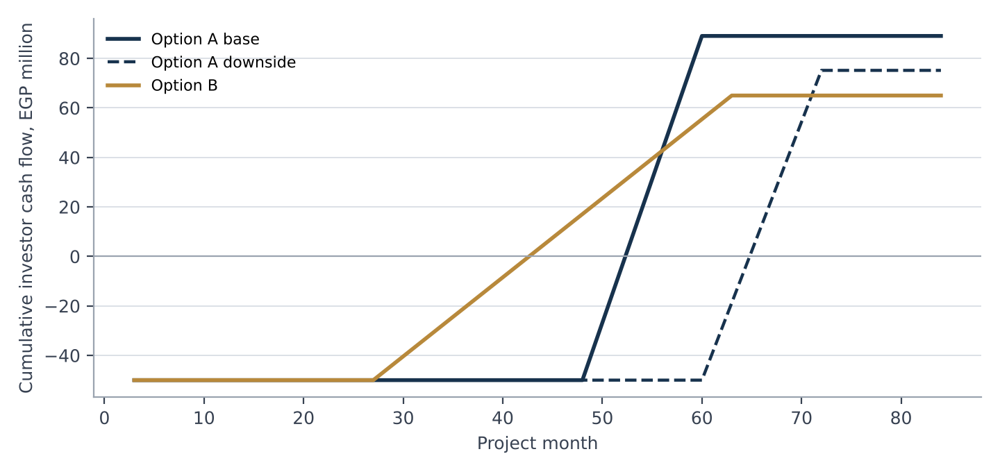 Cumulative investor cash flow, EGP million
Option A base
Option A downside
Option B
80
60
40
20
0
−20
−40
0 10 20 30 40 50 60 70 80
Project month